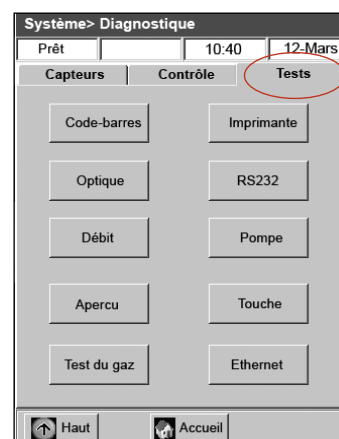 Système> Diagnostique
Prêt 10:40 12-Mars
Capteurs Contrôle Tests
Code-barres Imprimante
Optique RS232
Débit Pompe
Apercu Touche
Test du gaz Ethernet
Haut Accueil